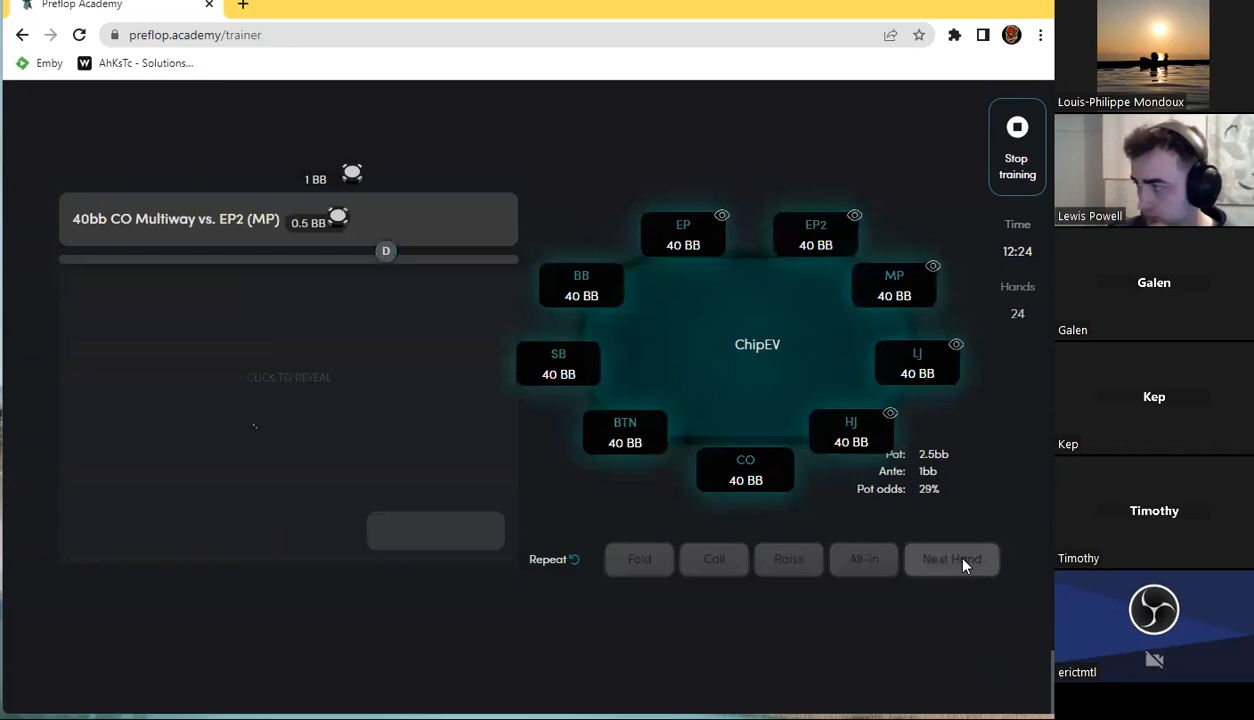 Preflop Academy
preflop.academy/trainer
Emby
AhKsTc - Solutions...
1 BB
40bb CO Multiway vs. EP2 (MP)
0.5 BB
D
CLICK TO REVEAL
EP
40 BB
EP2
40 BB
BB
40 BB
MP
40 BB
ChipEV
SB
40 BB
LJ
40 BB
BTN
40 BB
HJ
40 BB
CO
40 BB
Pot: 2.5bb
Ante: 1bb
Pot odds: 29%
Repeat
Fold
Call
Raise
All-in
Next Hand
Stop
training
Time
12:24
Hands
24
Louis-Philippe Mondoux
Lewis Powell
Galen
Galen
Kep
Kep
Timothy
Timothy
erictmtl